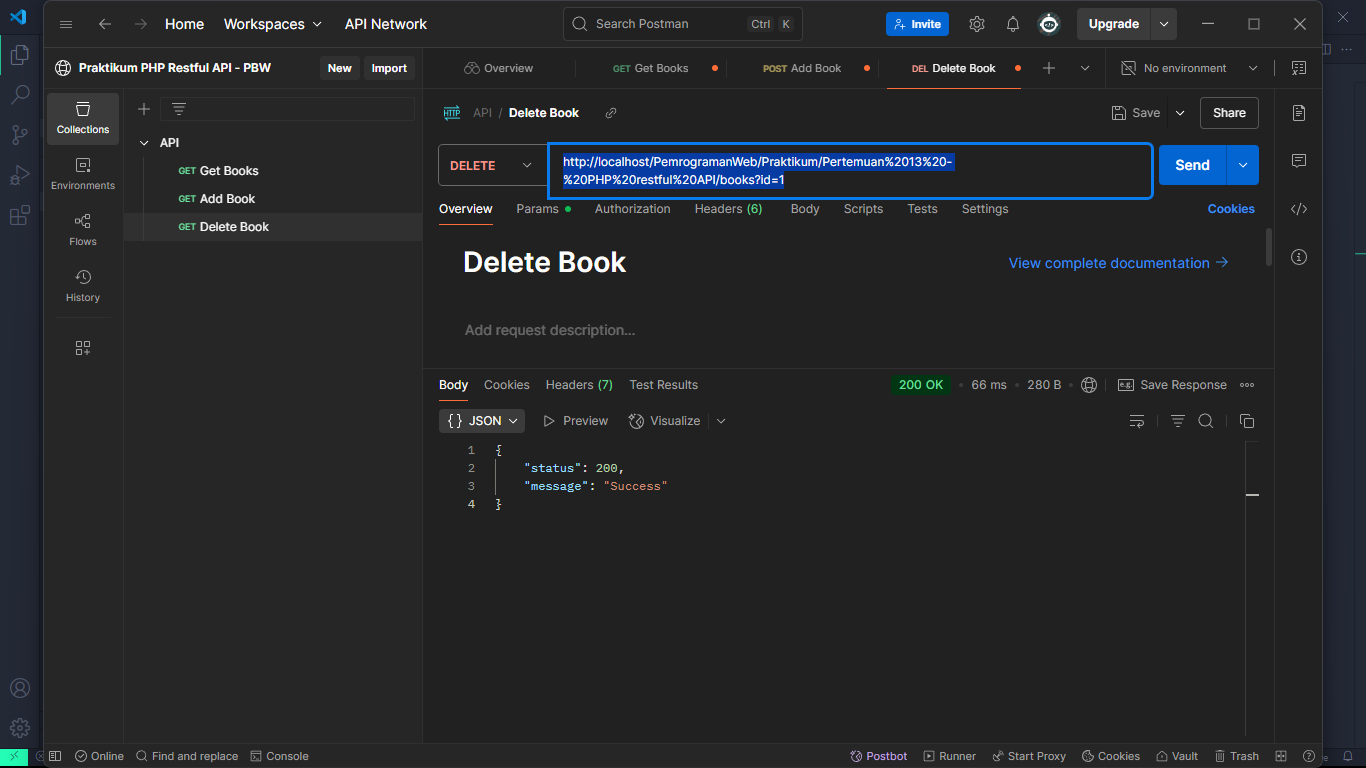 Home
Workspaces
API Network
Search Postman
Ctrl
K
Invite
Upgrade
Praktikum PHP Restful API - PBW
New
Import
Overview
GET Get Books
POST Add Book
DEL Delete Book
No environment
Collections
Environments
Flows
History
API
GET Get Books
GET Add Book
GET Delete Book
HTTP
API / Delete Book
Save
Share
DELETE
http://localhost/PemrogramanWeb/Praktikum/Pertemuan%2013%20-
%20PHP%20restful%20API/books?id=1
Send
Overview
Params
Authorization
Headers (6)
Body
Scripts
Tests
Settings
Cookies
Delete Book
View complete documentation
Add request description...
Body
Cookies
Headers (7)
Test Results
200 OK
66 ms
280 B
e.g.
Save Response
{ } JSON
Preview
Visualize
1 {
2 "status": 200,
3 "message": "Success"
4 }
Online
Find and replace
Console
Postbot
Runner
Start Proxy
Cookies
Vault
Trash